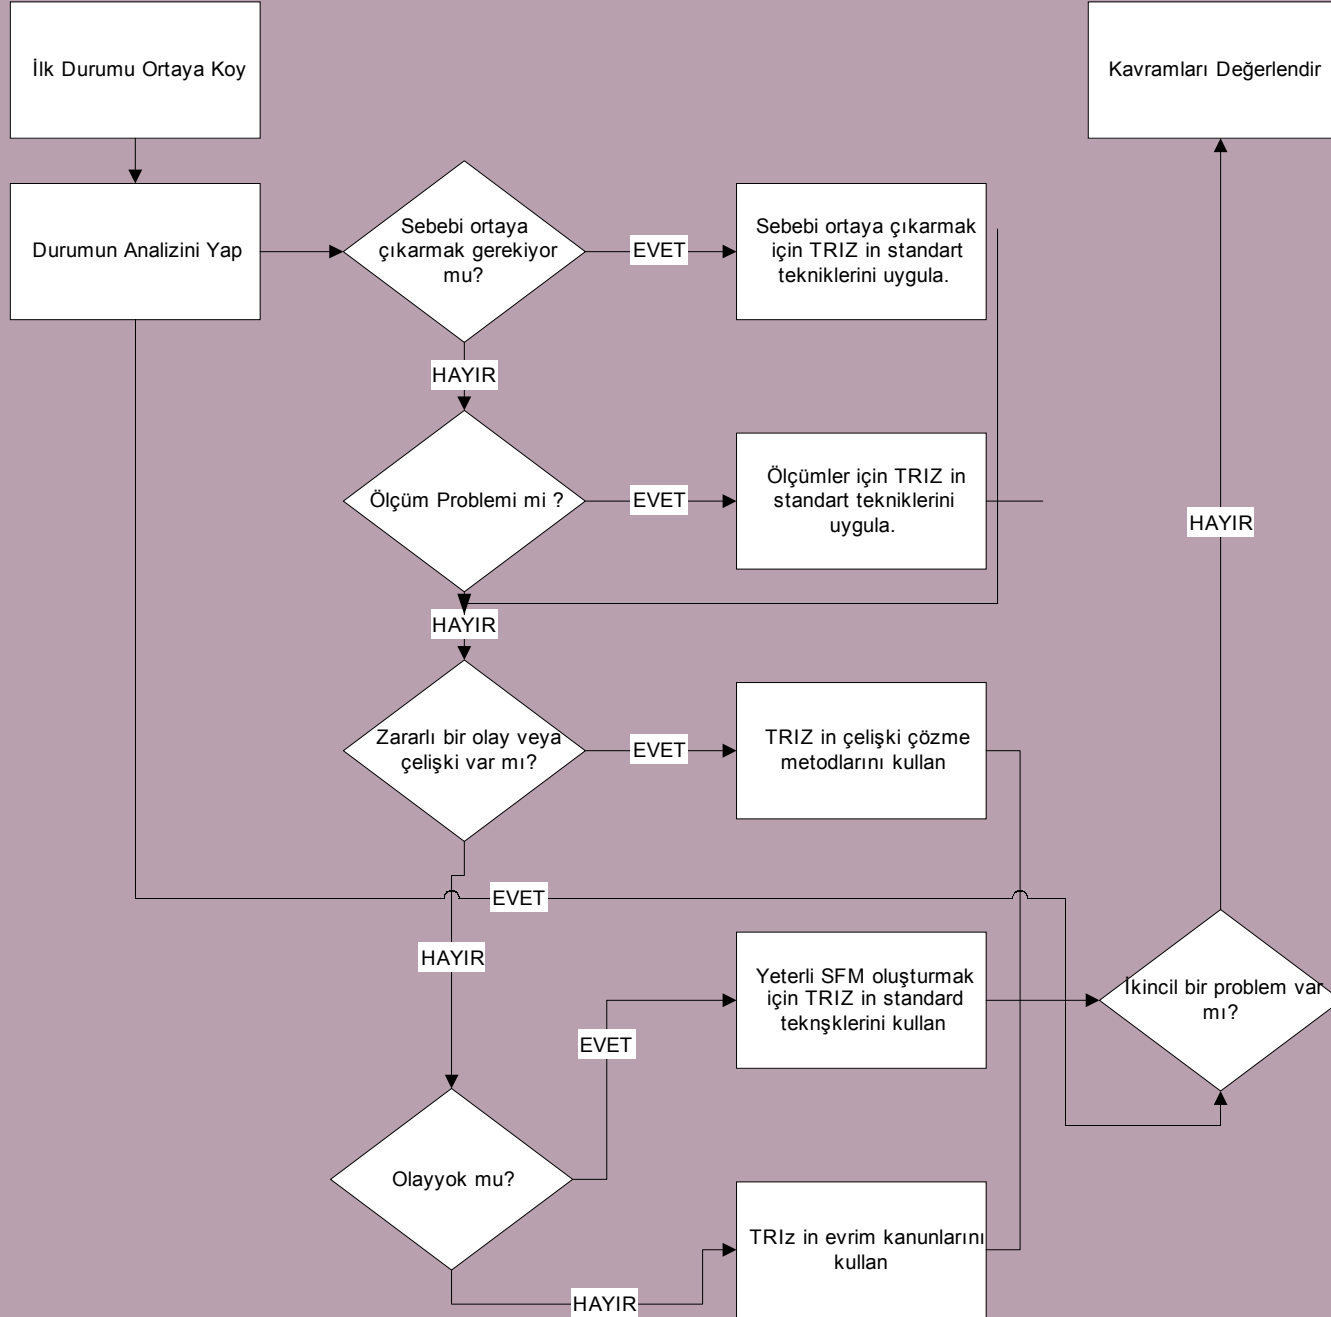 İlk Durumu Ortaya Koy
Kavramları Değerlendir
Durumun Analizini Yap
Sebebi ortaya
çıkarmak gerekiyor
mu?
EVET
Sebebi ortaya çıkarmak
için TRIZ in standart
tekniklerini uygula.
HAYIR
Ölçüm Problemi mi ?
EVET
Ölçümler için TRIZ in
standart tekniklerini
uygula.
HAYIR
HAYIR
Zararlı bir olay veya
çelişki var mı?
EVET
TRIZ in çelişki çözme
metodlarını kullan
EVET
HAYIR
Yeterli SFM oluşturmak
için TRIZ in standard
teknşklerini kullan
İkincil bir problem var
mı?
EVET
Olayyok mu?
TRIz in evrim kanunlarını
kullan
HAYIR